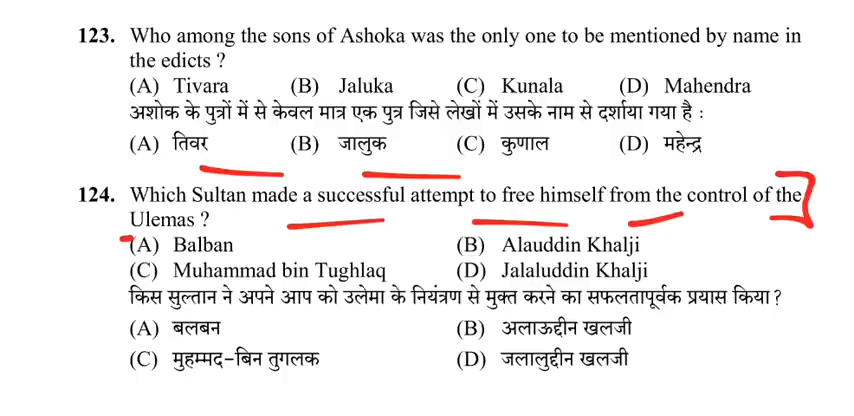 123. Who among the sons of Ashoka was the only one to be mentioned by name in
the edicts ?
(A) Tivara (B) Jaluka (C) Kunala (D) Mahendra
अशोक के पुत्रों में से केवल मात्र एक पुत्र जिसे लेखों में उसके नाम से दर्शाया गया है :
(A) तिवर (B) जालुक (C) कुणाल (D) महेन्द्र
124. Which Sultan made a successful attempt to free himself from the control of the
Ulemas ?
(A) Balban (B) Alauddin Khalji
(C) Muhammad bin Tughlaq (D) Jalaluddin Khalji
किस सुल्तान ने अपने आप को उलेमा के नियंत्रण से मुक्त करने का सफलतापूर्वक प्रयास किया ?
(A) बलबन (B) अलाऊद्दीन खलजी
(C) मुहम्मद-बिन तुगलक (D) जलालुद्दीन खलजी